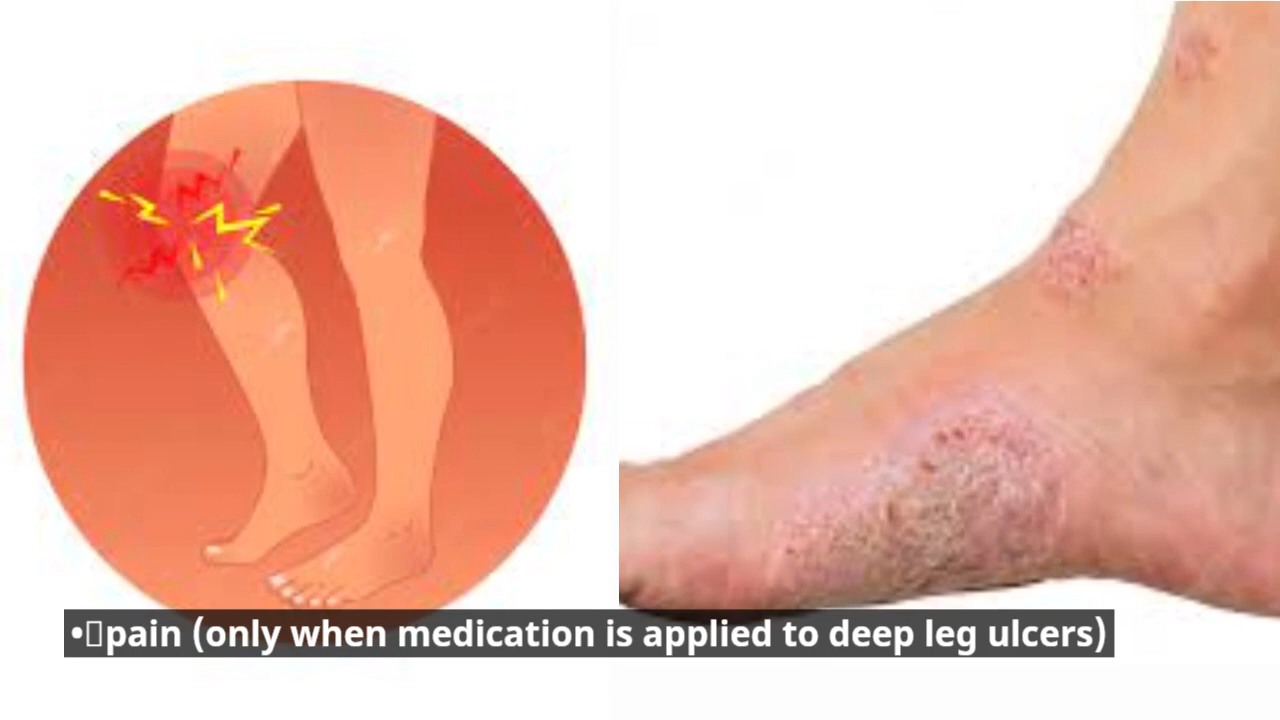 •▯pain (only when medication is applied to deep leg ulcers)